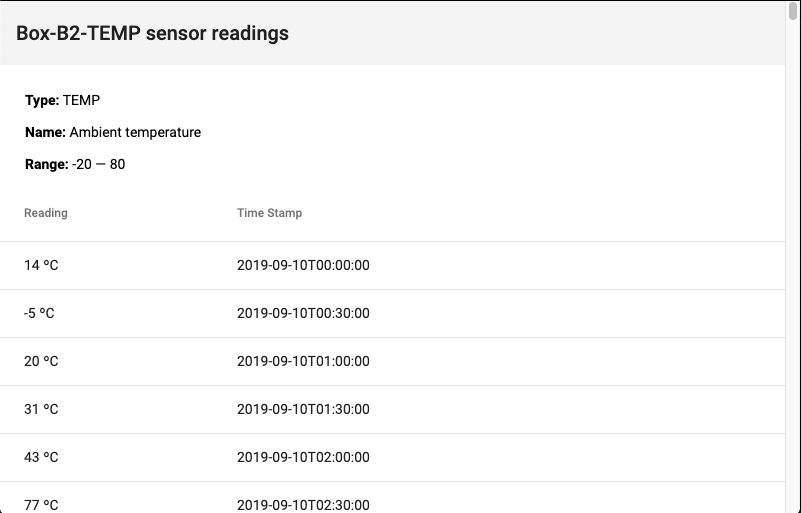 Box-B2-TEMP sensor readings
Type: TEMP
Name: Ambient temperature
Range: -20 — 80
Reading Time Stamp
14 ºC 2019-09-10T00:00:00
-5 ºC 2019-09-10T00:30:00
20 ºC 2019-09-10T01:00:00
31 ºC 2019-09-10T01:30:00
43 ºC 2019-09-10T02:00:00
77 ºC 2019-09-10T02:30:00